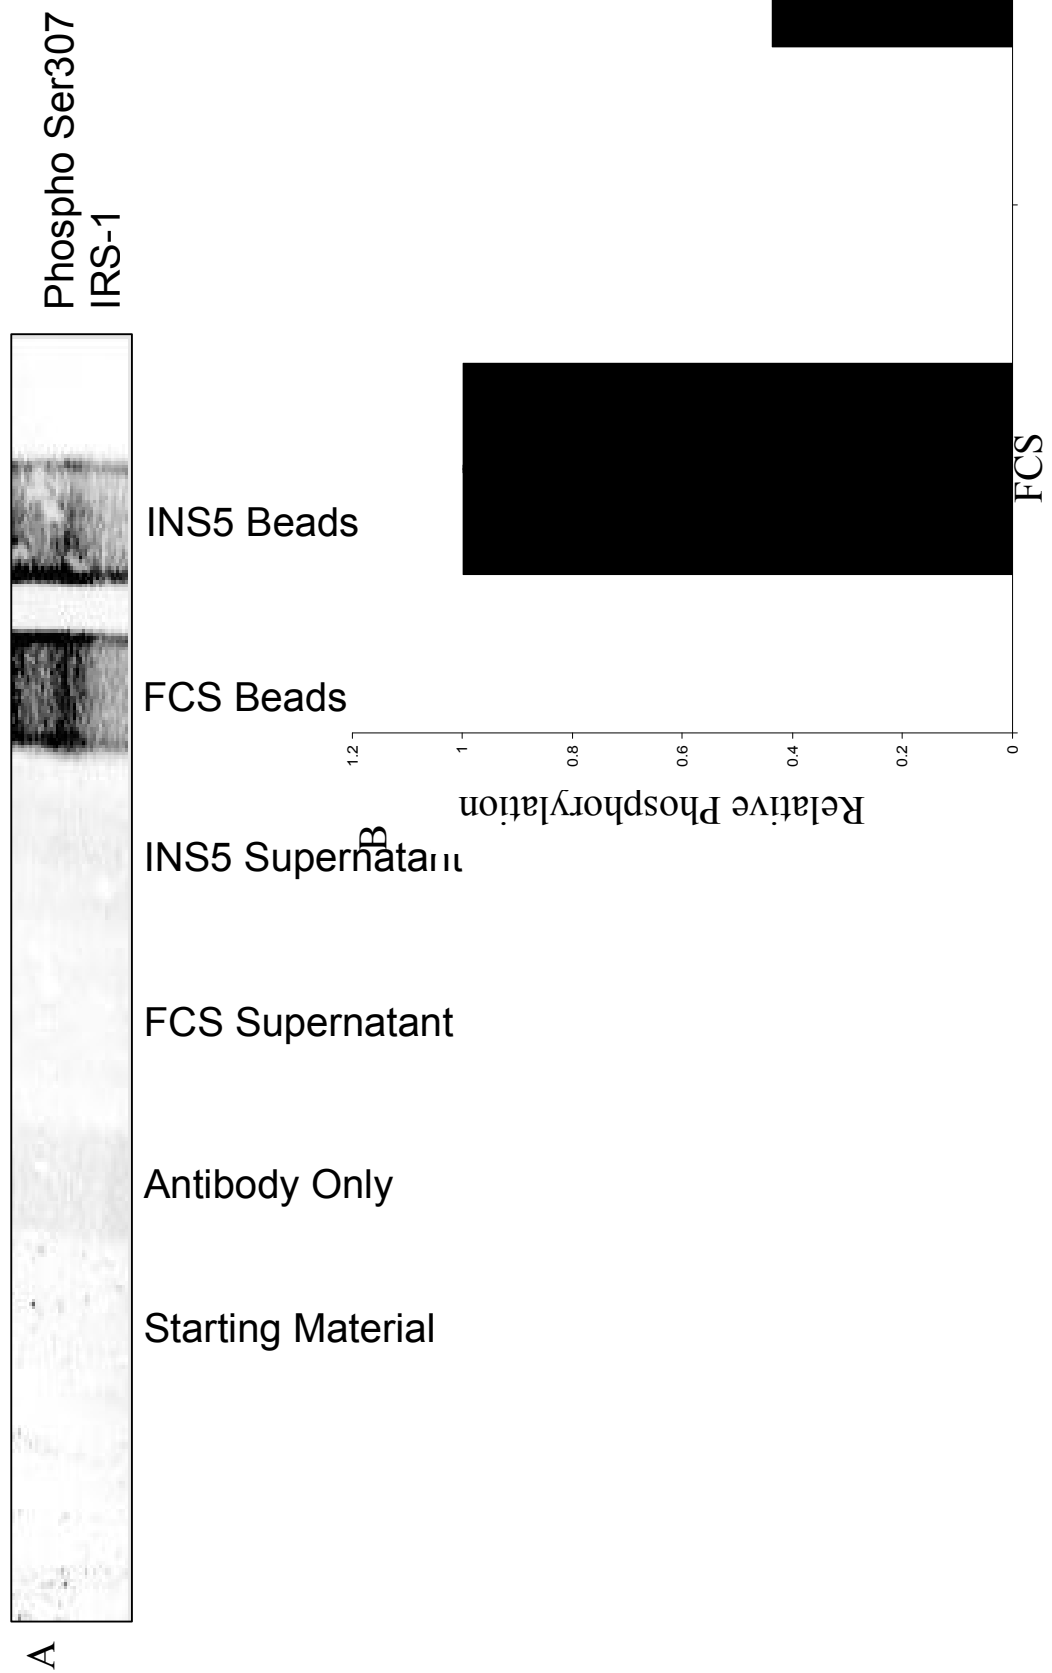 A
Phospho Ser307
IRS-1
INS5 Beads
FCS Beads
INS5 Supernatant
FCS Supernatant
Antibody Only
Starting Material
B
Relative Phosphorylation
1.2
1
0.8
0.6
0.4
0.2
0
FCS